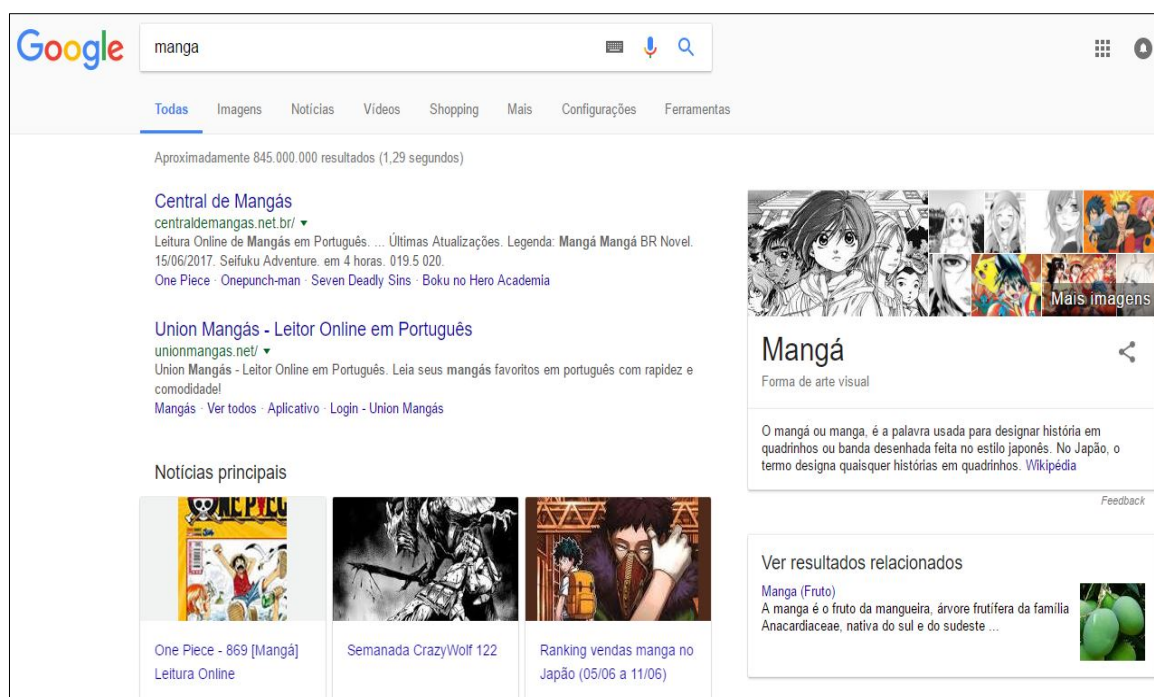 Google
manga
Todas Imagens Notícias Vídeos Shopping Mais Configurações Ferramentas
Aproximadamente 845.000.000 resultados (1,29 segundos)
Central de Mangás
centraldemangas.net.br/
Leitura Online de Mangás em Português. ... Últimas Atualizações. Legenda: Mangá Mangá BR Novel.
15/06/2017. Seifuku Adventure. em 4 horas. 019.5 020.
One Piece · Onepunch-man · Seven Deadly Sins · Boku no Hero Academia
Union Mangás - Leitor Online em Português
unionmangas.net/
Union Mangás - Leitor Online em Português. Leia seus mangás favoritos em português com rapidez e
comodidade!
Mangás · Ver todos · Aplicativo · Login - Union Mangás
Notícias principais
One Piece - 869 [Mangá]
Leitura Online
Semanada CrazyWolf 122
Ranking vendas manga no
Japão (05/06 a 11/06)
Mais imagens
Mangá
Forma de arte visual
O mangá ou manga, é a palavra usada para designar história em
quadrinhos ou banda desenhada feita no estilo japonês. No Japão, o
termo designa quaisquer histórias em quadrinhos. Wikipédia
Feedback
Ver resultados relacionados
Manga (Fruto)
A manga é o fruto da mangueira, árvore frutífera da família
Anacardiaceae, nativa do sul e do sudeste ...